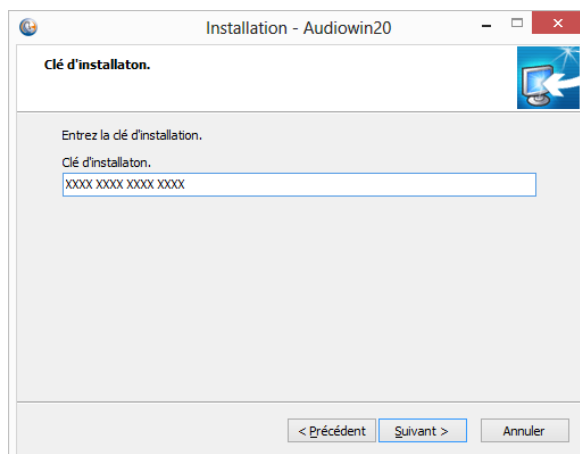 Installation - Audiowin20
Clé d'installaton.
Entrez la clé d'installation.
Clé d'installaton.
XXXX XXXX XXXX XXXX
< Précédent Suivant > Annuler